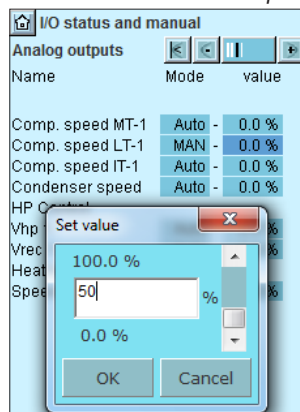 I/O status and manual
Analog outputs
Name Mode value
Comp. speed MT-1 Auto - 0.0 %
Comp. speed LT-1 MAN - 0.0 %
Comp. speed IT-1 Auto - 0.0 %
Condenser speed Auto - 0.0 %
HP Control
Vhp
Vrec %
Heat
Spee %
Set value
100.0 %
50 %
0.0 %
OK Cancel